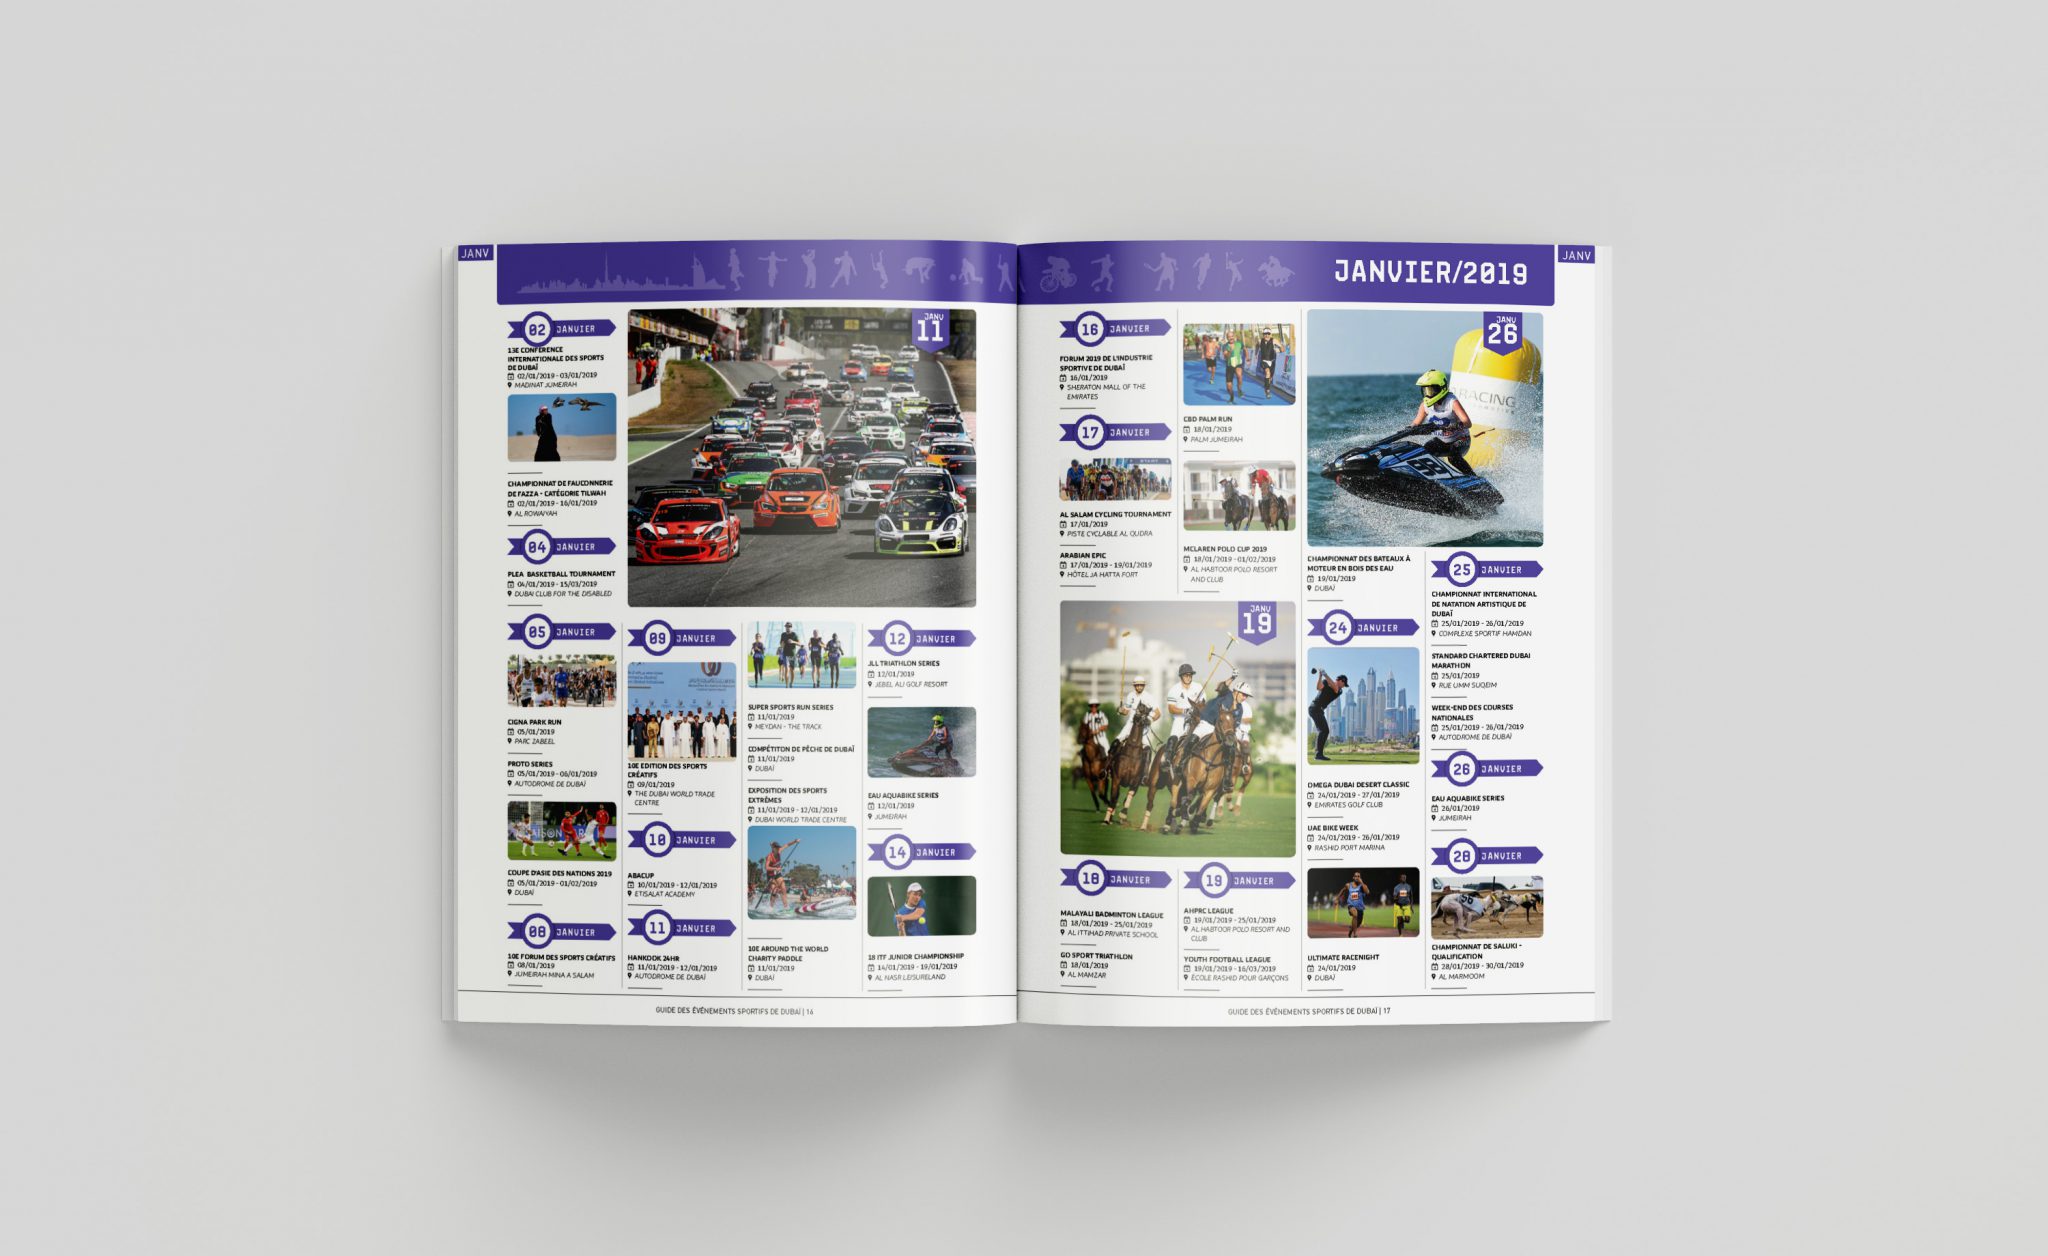 JANV
02 JANVIER
13E CONFÉRENCE
INTERNATIONALE DES SPORTS
DE DUBAÏ
02/01/2019 - 03/01/2019
MADINAT JUMEIRAH
CHAMPIONNAT DE FAUCONNERIE
DE FAZZA - CATÉGORIE TILWAH
02/01/2019 - 16/01/2019
AL ROWAIYAH
04 JANVIER
PLEA BASKETBALL TOURNAMENT
04/01/2019 - 15/03/2019
DUBAI CLUB FOR THE DISABLED
05 JANVIER
CIGNA PARK RUN
05/01/2019
PARC ZABEEL
PROTO SERIES
05/01/2019 - 06/01/2019
AUTODROME DE DUBAÏ
COUPE D'ASIE DES NATIONS 2019
05/01/2019 - 01/02/2019
DUBAÏ
08 JANVIER
10E FORUM DES SPORTS CRÉATIFS
08/01/2019
JUMEIRAH MINA A SALAM
JANV
11
09 JANVIER
10E EDITION DES SPORTS
CRÉATIFS
09/01/2019
THE DUBAI WORLD TRADE
CENTRE
10 JANVIER
ABACUP
10/01/2019 - 12/01/2019
ETISALAT ACADEMY
11 JANVIER
HANKOOK 24HR
11/01/2019 - 12/01/2019
AUTODROME DE DUBAÏ
SUPER SPORTS RUN SERIES
11/01/2019
MEYDAN - THE TRACK
COMPÉTITON DE PÊCHE DE DUBAÏ
11/01/2019
DUBAÏ
EXPOSITION DES SPORTS
EXTRÊMES
11/01/2019 - 12/01/2019
DUBAI WORLD TRADE CENTRE
10E AROUND THE WORLD
CHARITY PADDLE
11/01/2019
DUBAÏ
12 JANVIER
JLL TRIATHLON SERIES
12/01/2019
JEBEL ALI GOLF RESORT
EAU AQUABIKE SERIES
12/01/2019
JUMEIRAH
14 JANVIER
18 ITF JUNIOR CHAMPIONSHIP
14/01/2019 - 19/01/2019
AL NASR LEISURELAND
GUIDE DES ÉVÉNEMENTS SPORTIFS DE DUBAÏ | 16
JANVIER/2019
JANV
16 JANVIER
FORUM 2019 DE L'INDUSTRIE
SPORTIVE DE DUBAÏ
16/01/2019
SHERATON MALL OF THE
EMIRATES
17 JANVIER
AL SALAM CYCLING TOURNAMENT
17/01/2019
PISTE CYCLABLE AL QUDRA
ARABIAN EPIC
17/01/2019 - 19/01/2019
HÔTEL JA HATTA FORT
CBD PALM RUN
18/01/2019
PALM JUMEIRAH
MCLAREN POLO CUP 2019
18/01/2019 - 01/02/2019
AL HABTOOR POLO RESORT
AND CLUB
JANV
19
18 JANVIER
MALAYALI BADMINTON LEAGUE
18/01/2019 - 25/01/2019
AL ITTIHAD PRIVATE SCHOOL
GO SPORT TRIATHLON
18/01/2019
AL MAMZAR
19 JANVIER
AHPRC LEAGUE
19/01/2019 - 25/01/2019
AL HABTOOR POLO RESORT AND
CLUB
YOUTH FOOTBALL LEAGUE
19/01/2019 - 16/03/2019
ÉCOLE RASHID POUR GARÇONS
JANV
26
RACING
CHAMPIONNAT DES BATEAUX À
MOTEUR EN BOIS DES EAU
19/01/2019
DUBAÏ
24 JANVIER
OMEGA DUBAI DESERT CLASSIC
24/01/2019 - 27/01/2019
EMIRATES GOLF CLUB
UAE BIKE WEEK
24/01/2019 - 26/01/2019
RASHID PORT MARINA
ULTIMATE RACENIGHT
24/01/2019
DUBAÏ
25 JANVIER
CHAMPIONNAT INTERNATIONAL
DE NATATION ARTISTIQUE DE
DUBAÏ
25/01/2019 - 26/01/2019
COMPLEXE SPORTIF HAMDAN
STANDARD CHARTERED DUBAI
MARATHON
25/01/2019
RUE UMM SUQEIM
WEEK-END DES COURSES
NATIONALES
25/01/2019 - 26/01/2019
AUTODROME DE DUBAÏ
26 JANVIER
EAU AQUABIKE SERIES
26/01/2019
JUMEIRAH
28 JANVIER
CHAMPIONNAT DE SALUKI -
QUALIFICATION
28/01/2019 - 30/01/2019
AL MARMOOM
GUIDE DES ÉVÉNEMENTS SPORTIFS DE DUBAÏ | 17